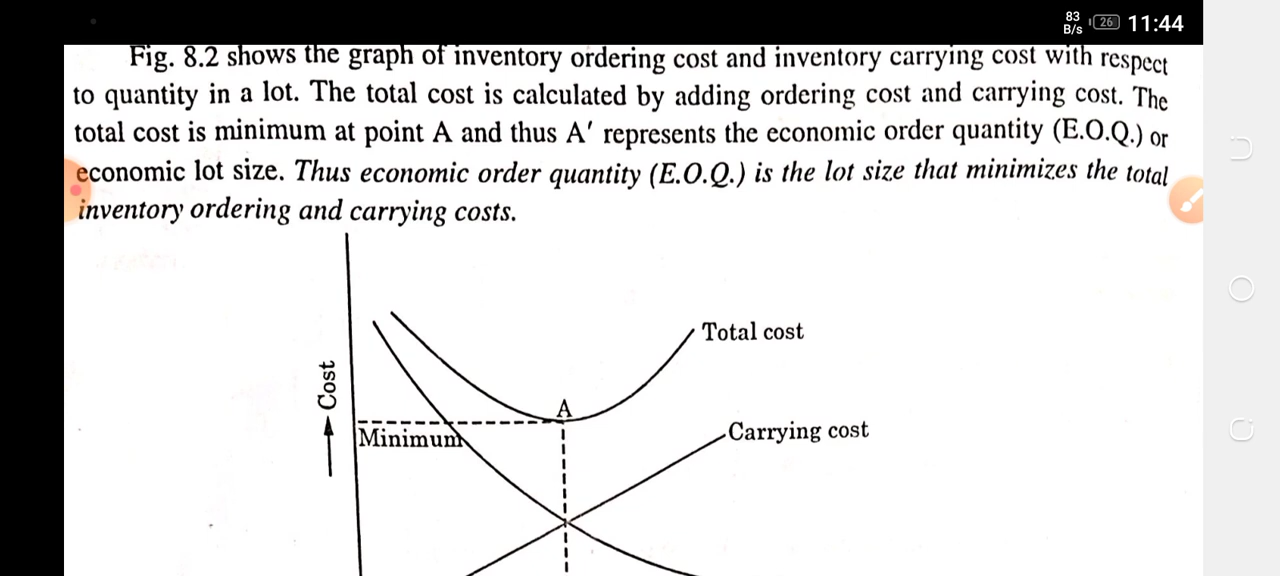 83
B/s
26
11:44
Fig. 8.2 shows the graph of inventory ordering cost and inventory carrying cost with respect
to quantity in a lot. The total cost is calculated by adding ordering cost and carrying cost. The
total cost is minimum at point A and thus A′ represents the economic order quantity (E.O.Q.) or
economic lot size. Thus economic order quantity (E.O.Q.) is the lot size that minimizes the total
inventory ordering and carrying costs.
Total cost
Cost
A
Minimum
Carrying cost